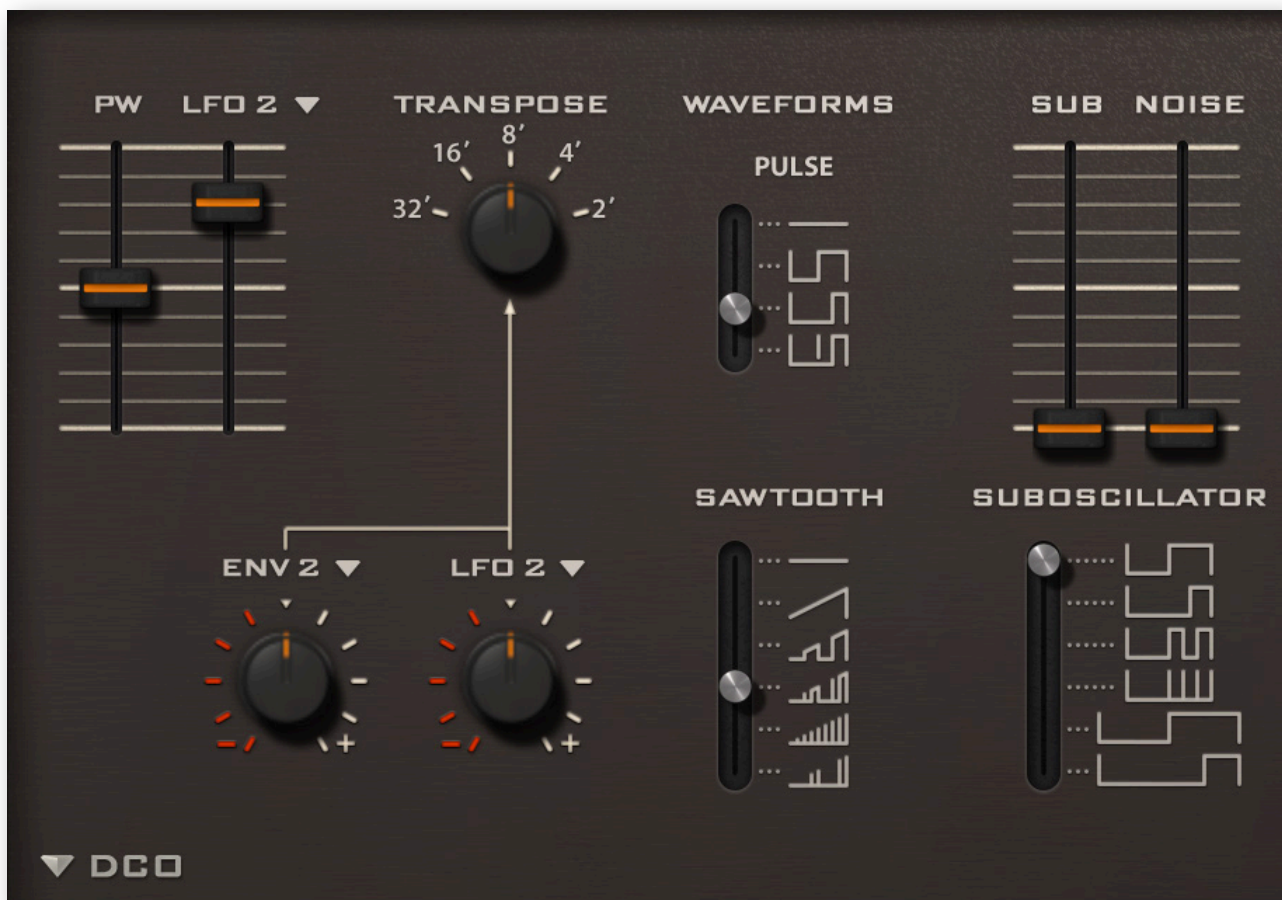 PW LFO 2 TRANSPOSE WAVEFORMS SUB NOISE
8′
16′ 4′
PULSE
32′ 2′
SAWTOOTH SUBOSCILLATOR
ENV 2 LFO 2
− + − +
DCO